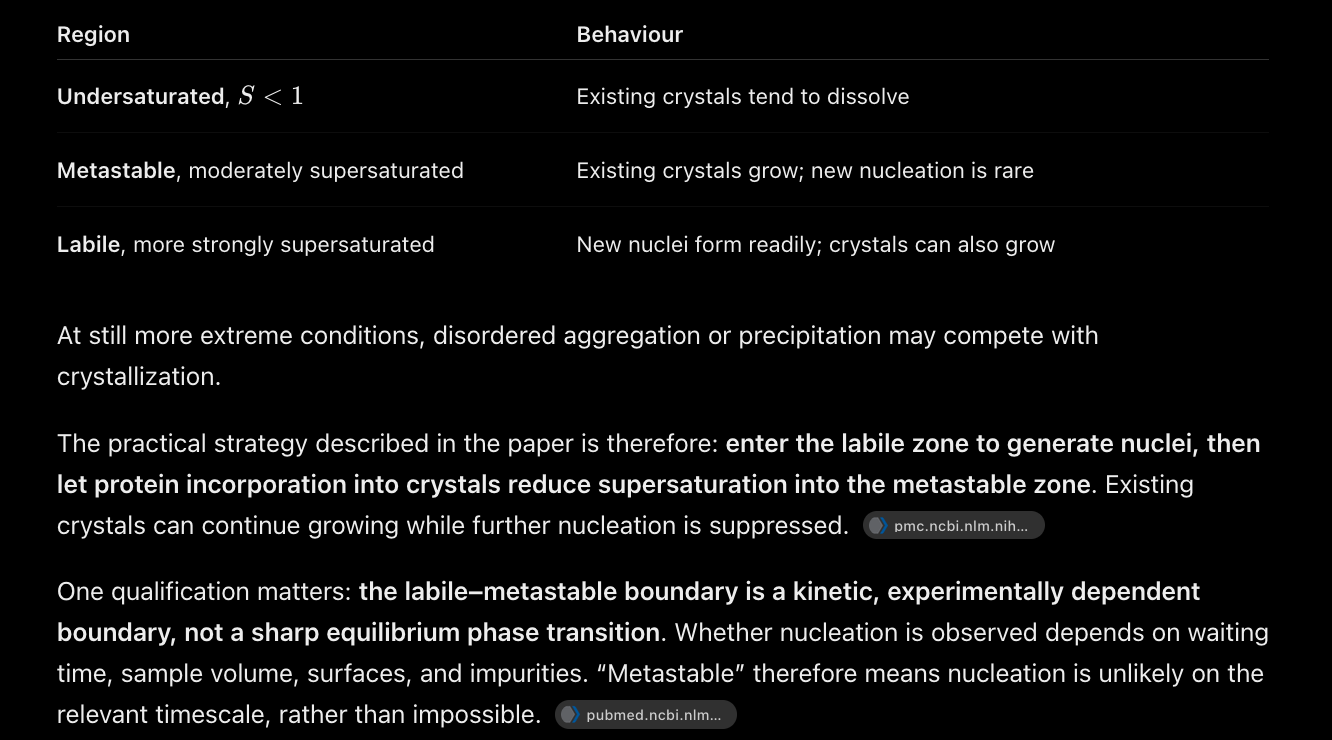 Region Behaviour
Undersaturated, S < 1 Existing crystals tend to dissolve
Metastable, moderately supersaturated Existing crystals grow; new nucleation is rare
Labile, more strongly supersaturated New nuclei form readily; crystals can also grow
At still more extreme conditions, disordered aggregation or precipitation may compete with
crystallization.
The practical strategy described in the paper is therefore: enter the labile zone to generate nuclei, then
let protein incorporation into crystals reduce supersaturation into the metastable zone. Existing
crystals can continue growing while further nucleation is suppressed. pmc.ncbi.nlm.nih...
One qualification matters: the labile–metastable boundary is a kinetic, experimentally dependent
boundary, not a sharp equilibrium phase transition. Whether nucleation is observed depends on waiting
time, sample volume, surfaces, and impurities. “Metastable” therefore means nucleation is unlikely on the
relevant timescale, rather than impossible. pubmed.ncbi.nlm...